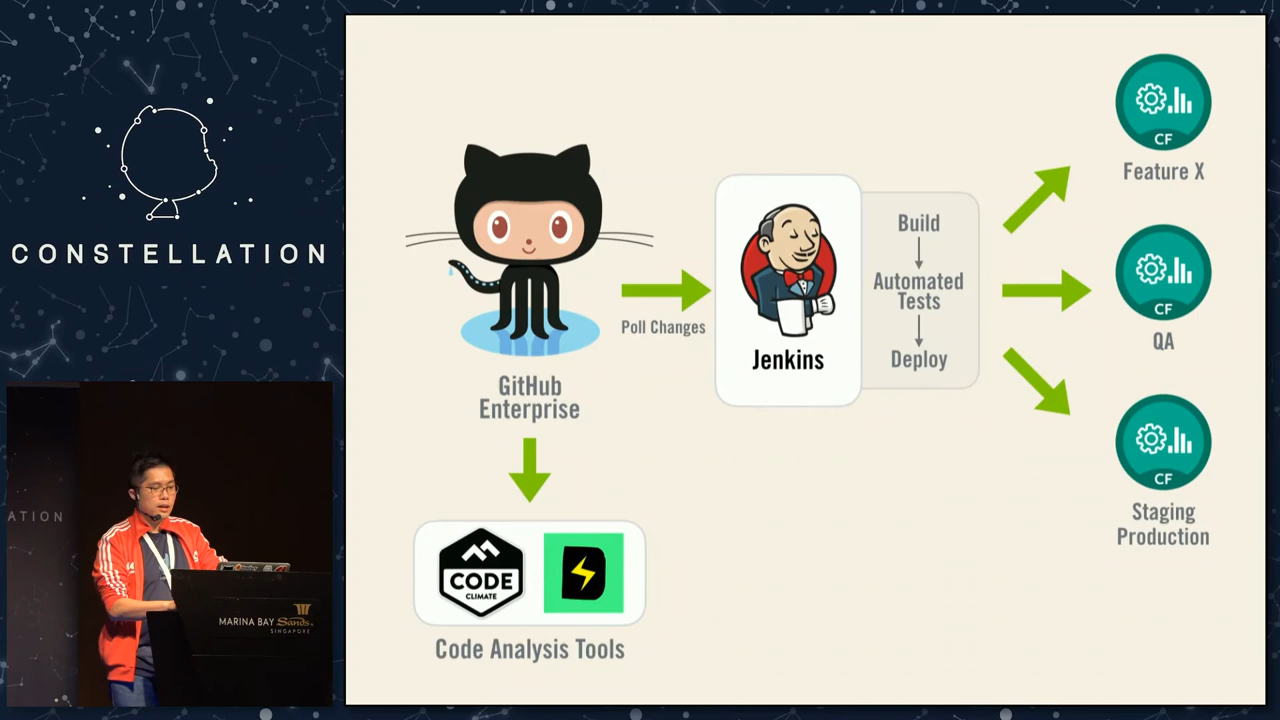 CONSTELLATION
ATION
MARINA BAY Sands.
SINGAPORE
GitHub
Enterprise
Poll Changes
Jenkins
Build
Automated
Tests
Deploy
CF
Feature X
CF
QA
CF
Staging
Production
CODE
CLIMATE
Code Analysis Tools